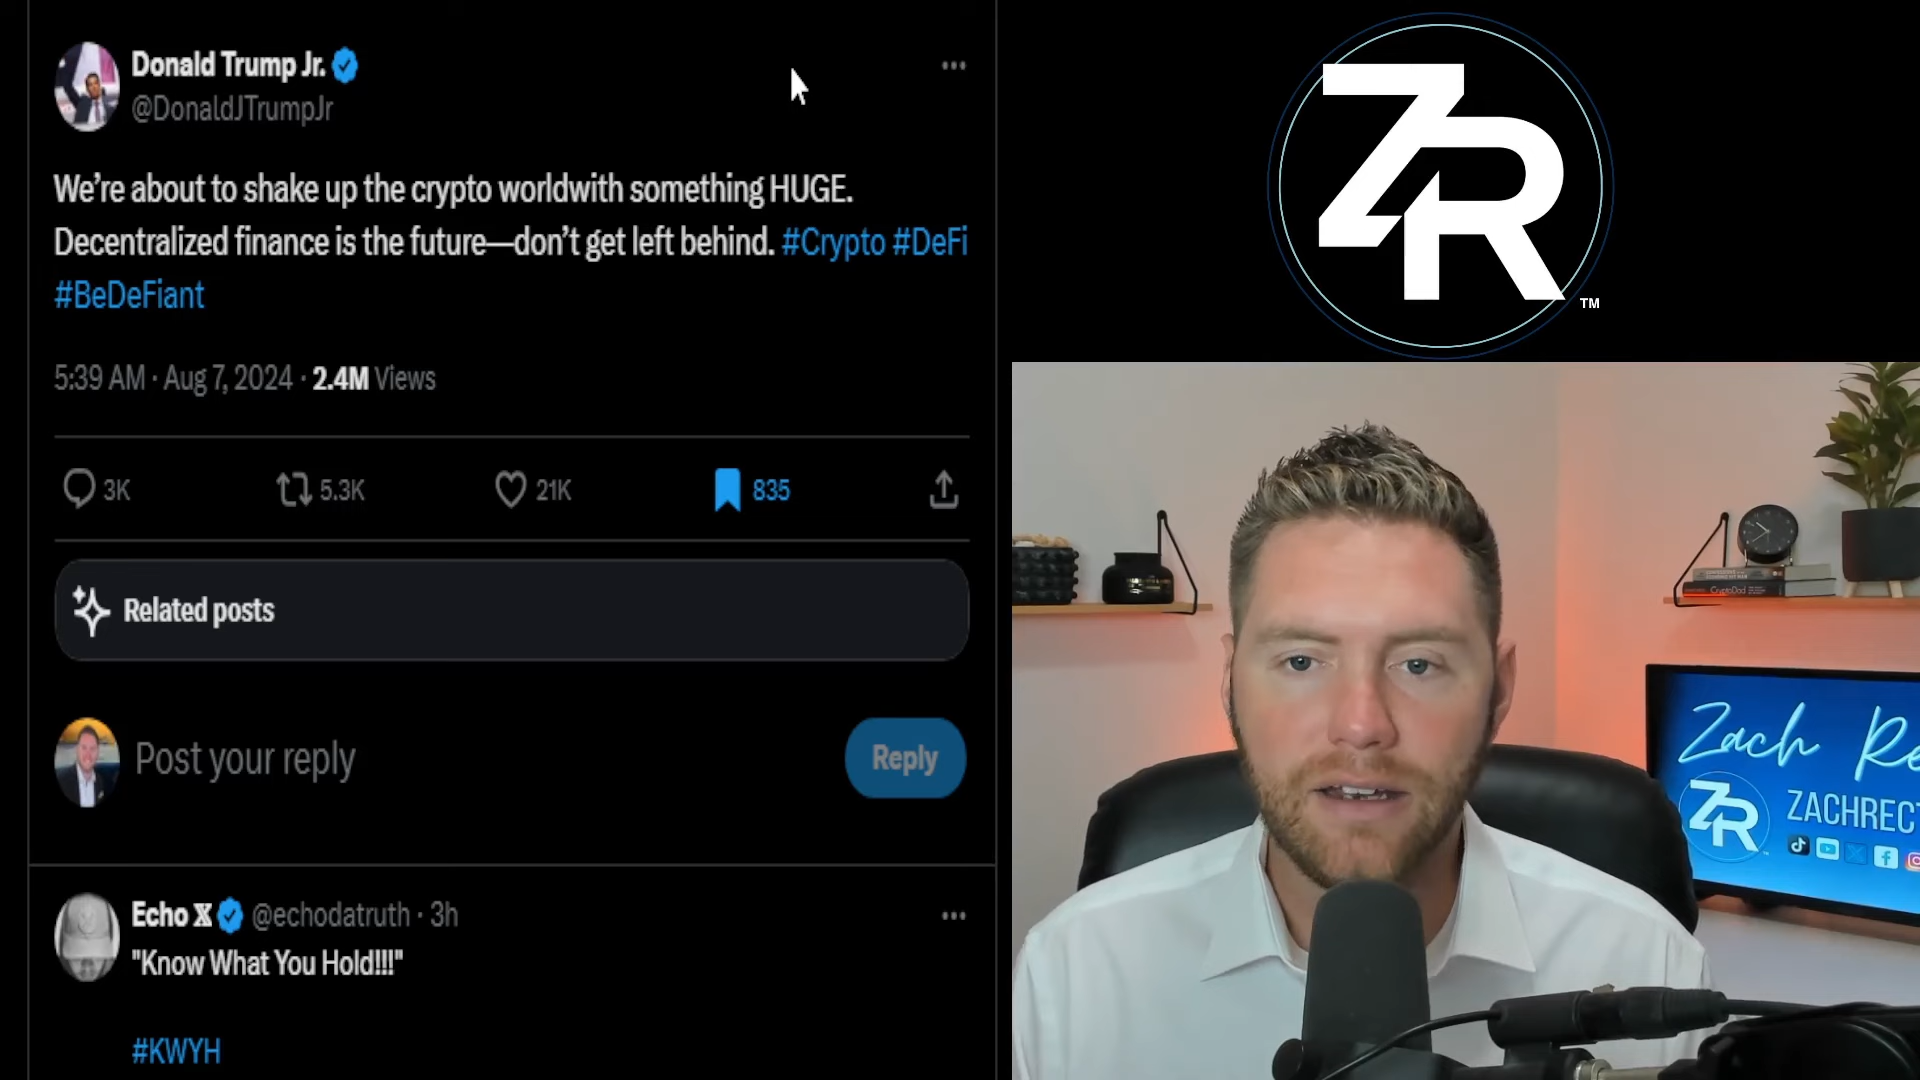 Donald Trump Jr.
@DonaldJTrumpJr
We’re about to shake up the crypto worldwith something HUGE.
Decentralized finance is the future—don’t get left behind. #Crypto #DeFi
#BeDeFiant
5:39 AM · Aug 7, 2024 · 2.4M Views
3K 5.3K 21K 835
Related posts
Post your reply
Reply
Echo X @echodatruth · 3h
"Know What You Hold!!!"
#KWYH
ZR
TM
CryptoDad
Zach Re
ZR
ZACHRECT